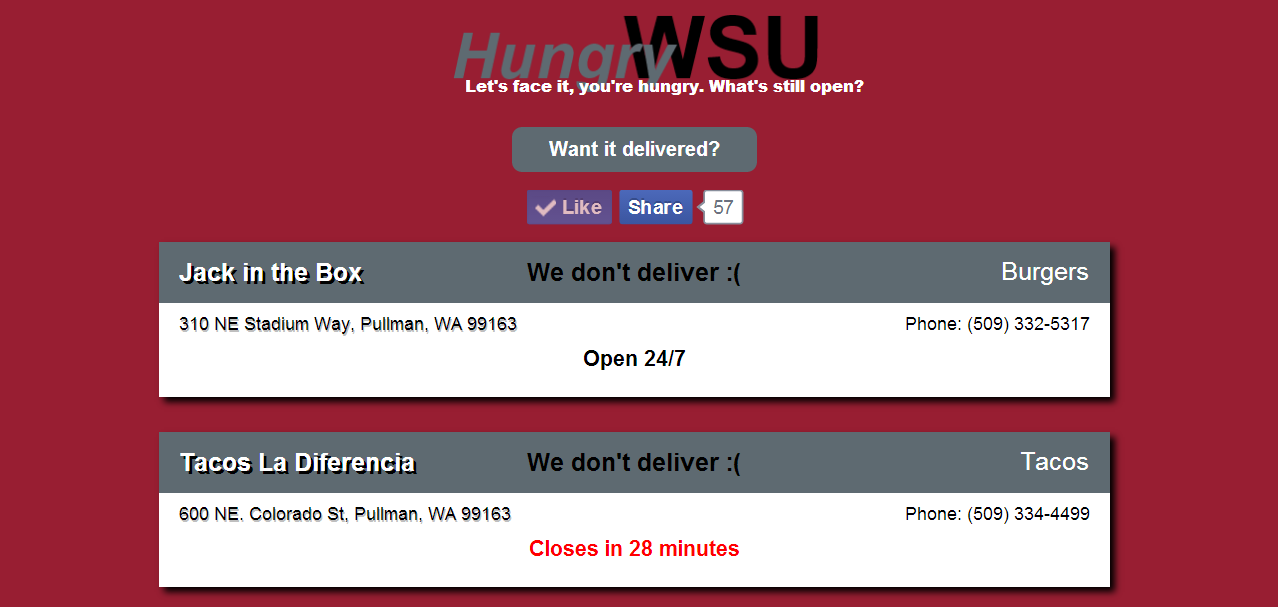 Hungry WSU
Let's face it, you're hungry. What's still open?
Want it delivered?
Like Share 57
Jack in the Box We don't deliver :( Burgers
310 NE Stadium Way, Pullman, WA 99163 Phone: (509) 332-5317
Open 24/7
Tacos La Diferencia We don't deliver :( Tacos
600 NE. Colorado St, Pullman, WA 99163 Phone: (509) 334-4499
Closes in 28 minutes